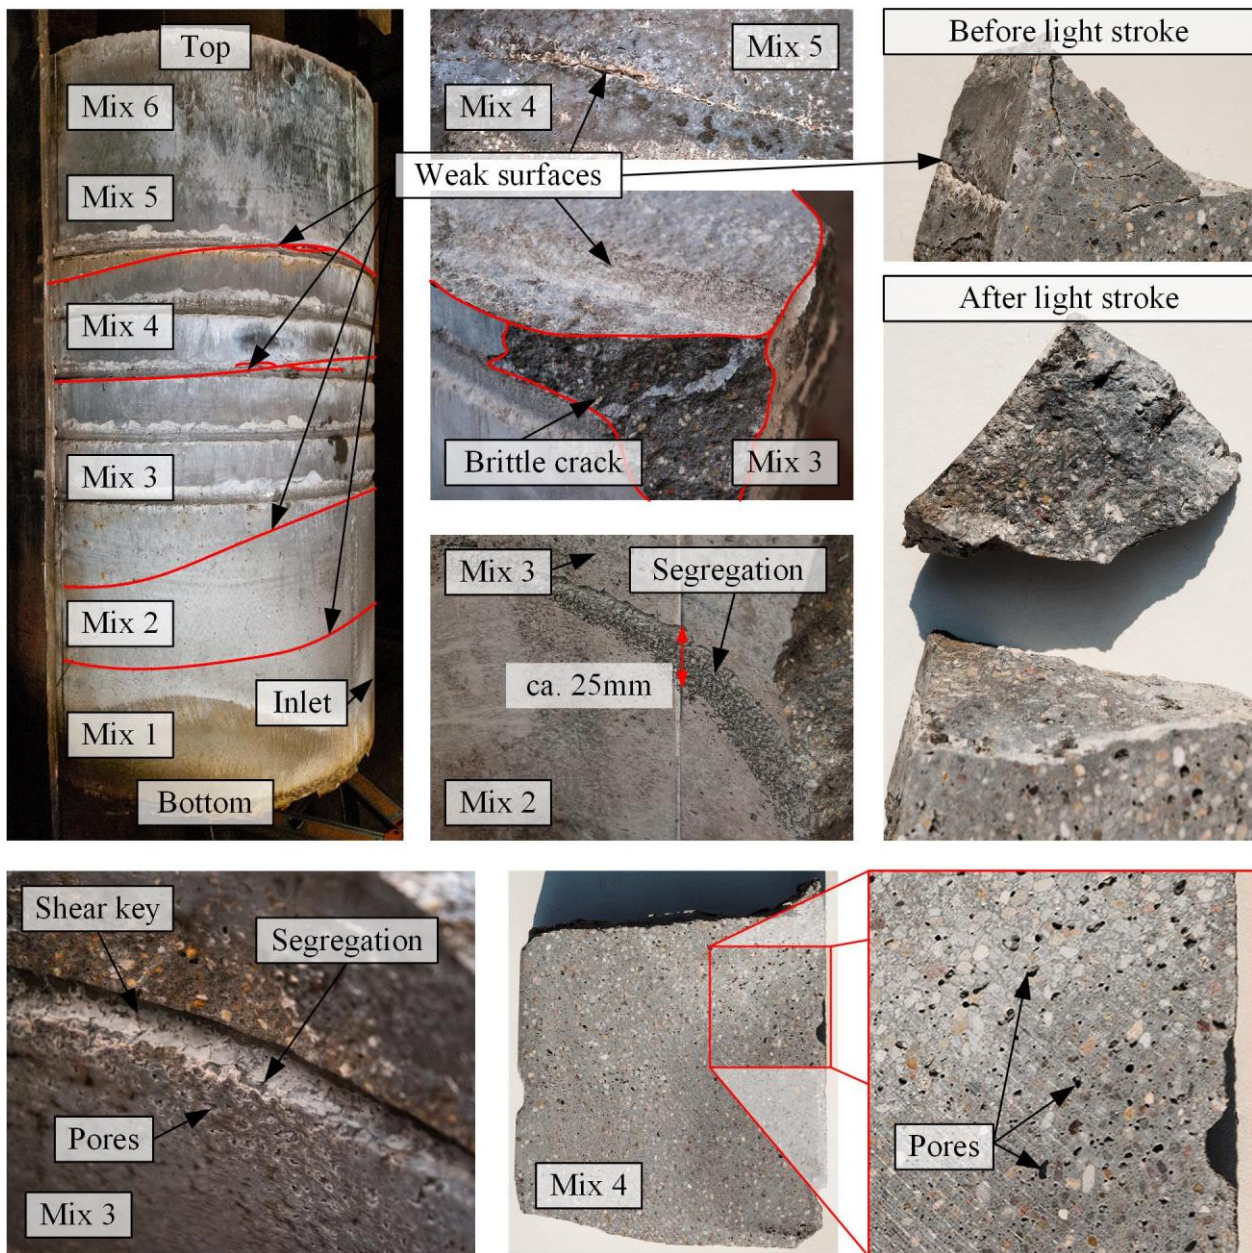 Top
Mix 6
Mix 5
Mix 4
Mix 3
Mix 2
Inlet
Mix 1
Bottom
Mix 5
Mix 4
Weak surfaces
Brittle crack
Mix 3
Mix 3
Segregation
ca. 25mm
Mix 2
Before light stroke
After light stroke
Shear key
Segregation
Pores
Mix 3
Mix 4
Pores